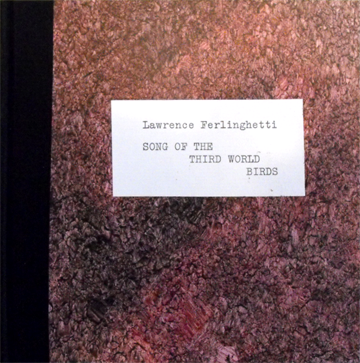 Lawrence Ferlinghetti
SONG OF THE
THIRD WORLD
BIRDS